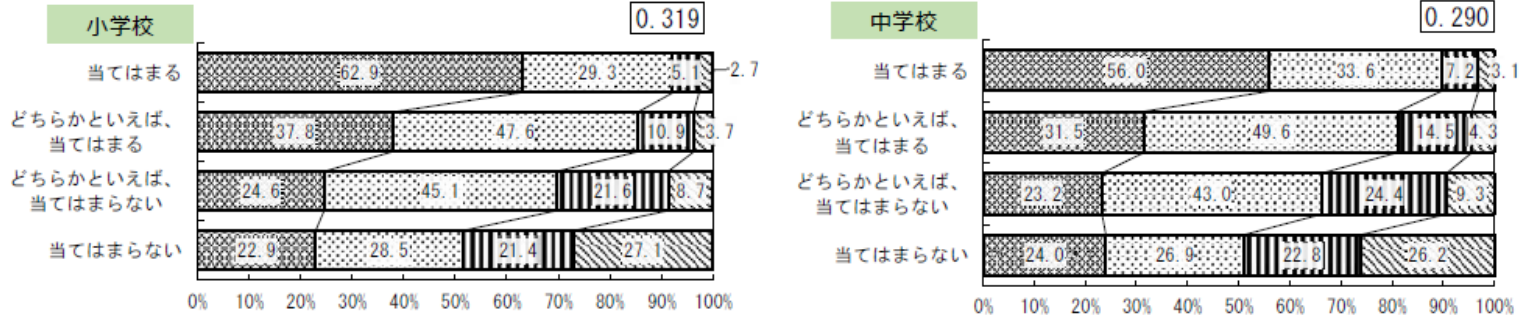 小学校
0.319
当てはまる
62.9 29.3 5.1 2.7
どちらかといえば、
当てはまる
37.8 47.6 10.9 3.7
どちらかといえば、
当てはまらない
24.6 45.1 21.6 8.7
当てはまらない
22.9 28.5 21.4 27.1
0% 10% 20% 30% 40% 50% 60% 70% 80% 90% 100%
中学校
0.290
当てはまる
56.0 33.6 7.2 3.1
どちらかといえば、
当てはまる
31.5 49.6 14.5 4.3
どちらかといえば、
当てはまらない
23.2 43.0 24.4 9.3
当てはまらない
24.0 26.9 22.8 26.2
0% 10% 20% 30% 40% 50% 60% 70% 80% 90% 100%